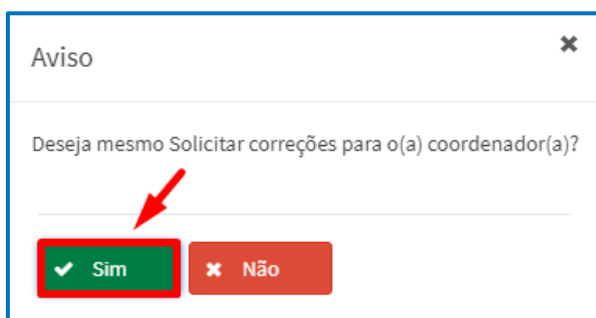 Aviso
Deseja mesmo Solicitar correções para o(a) coordenador(a)?
Sim
Não